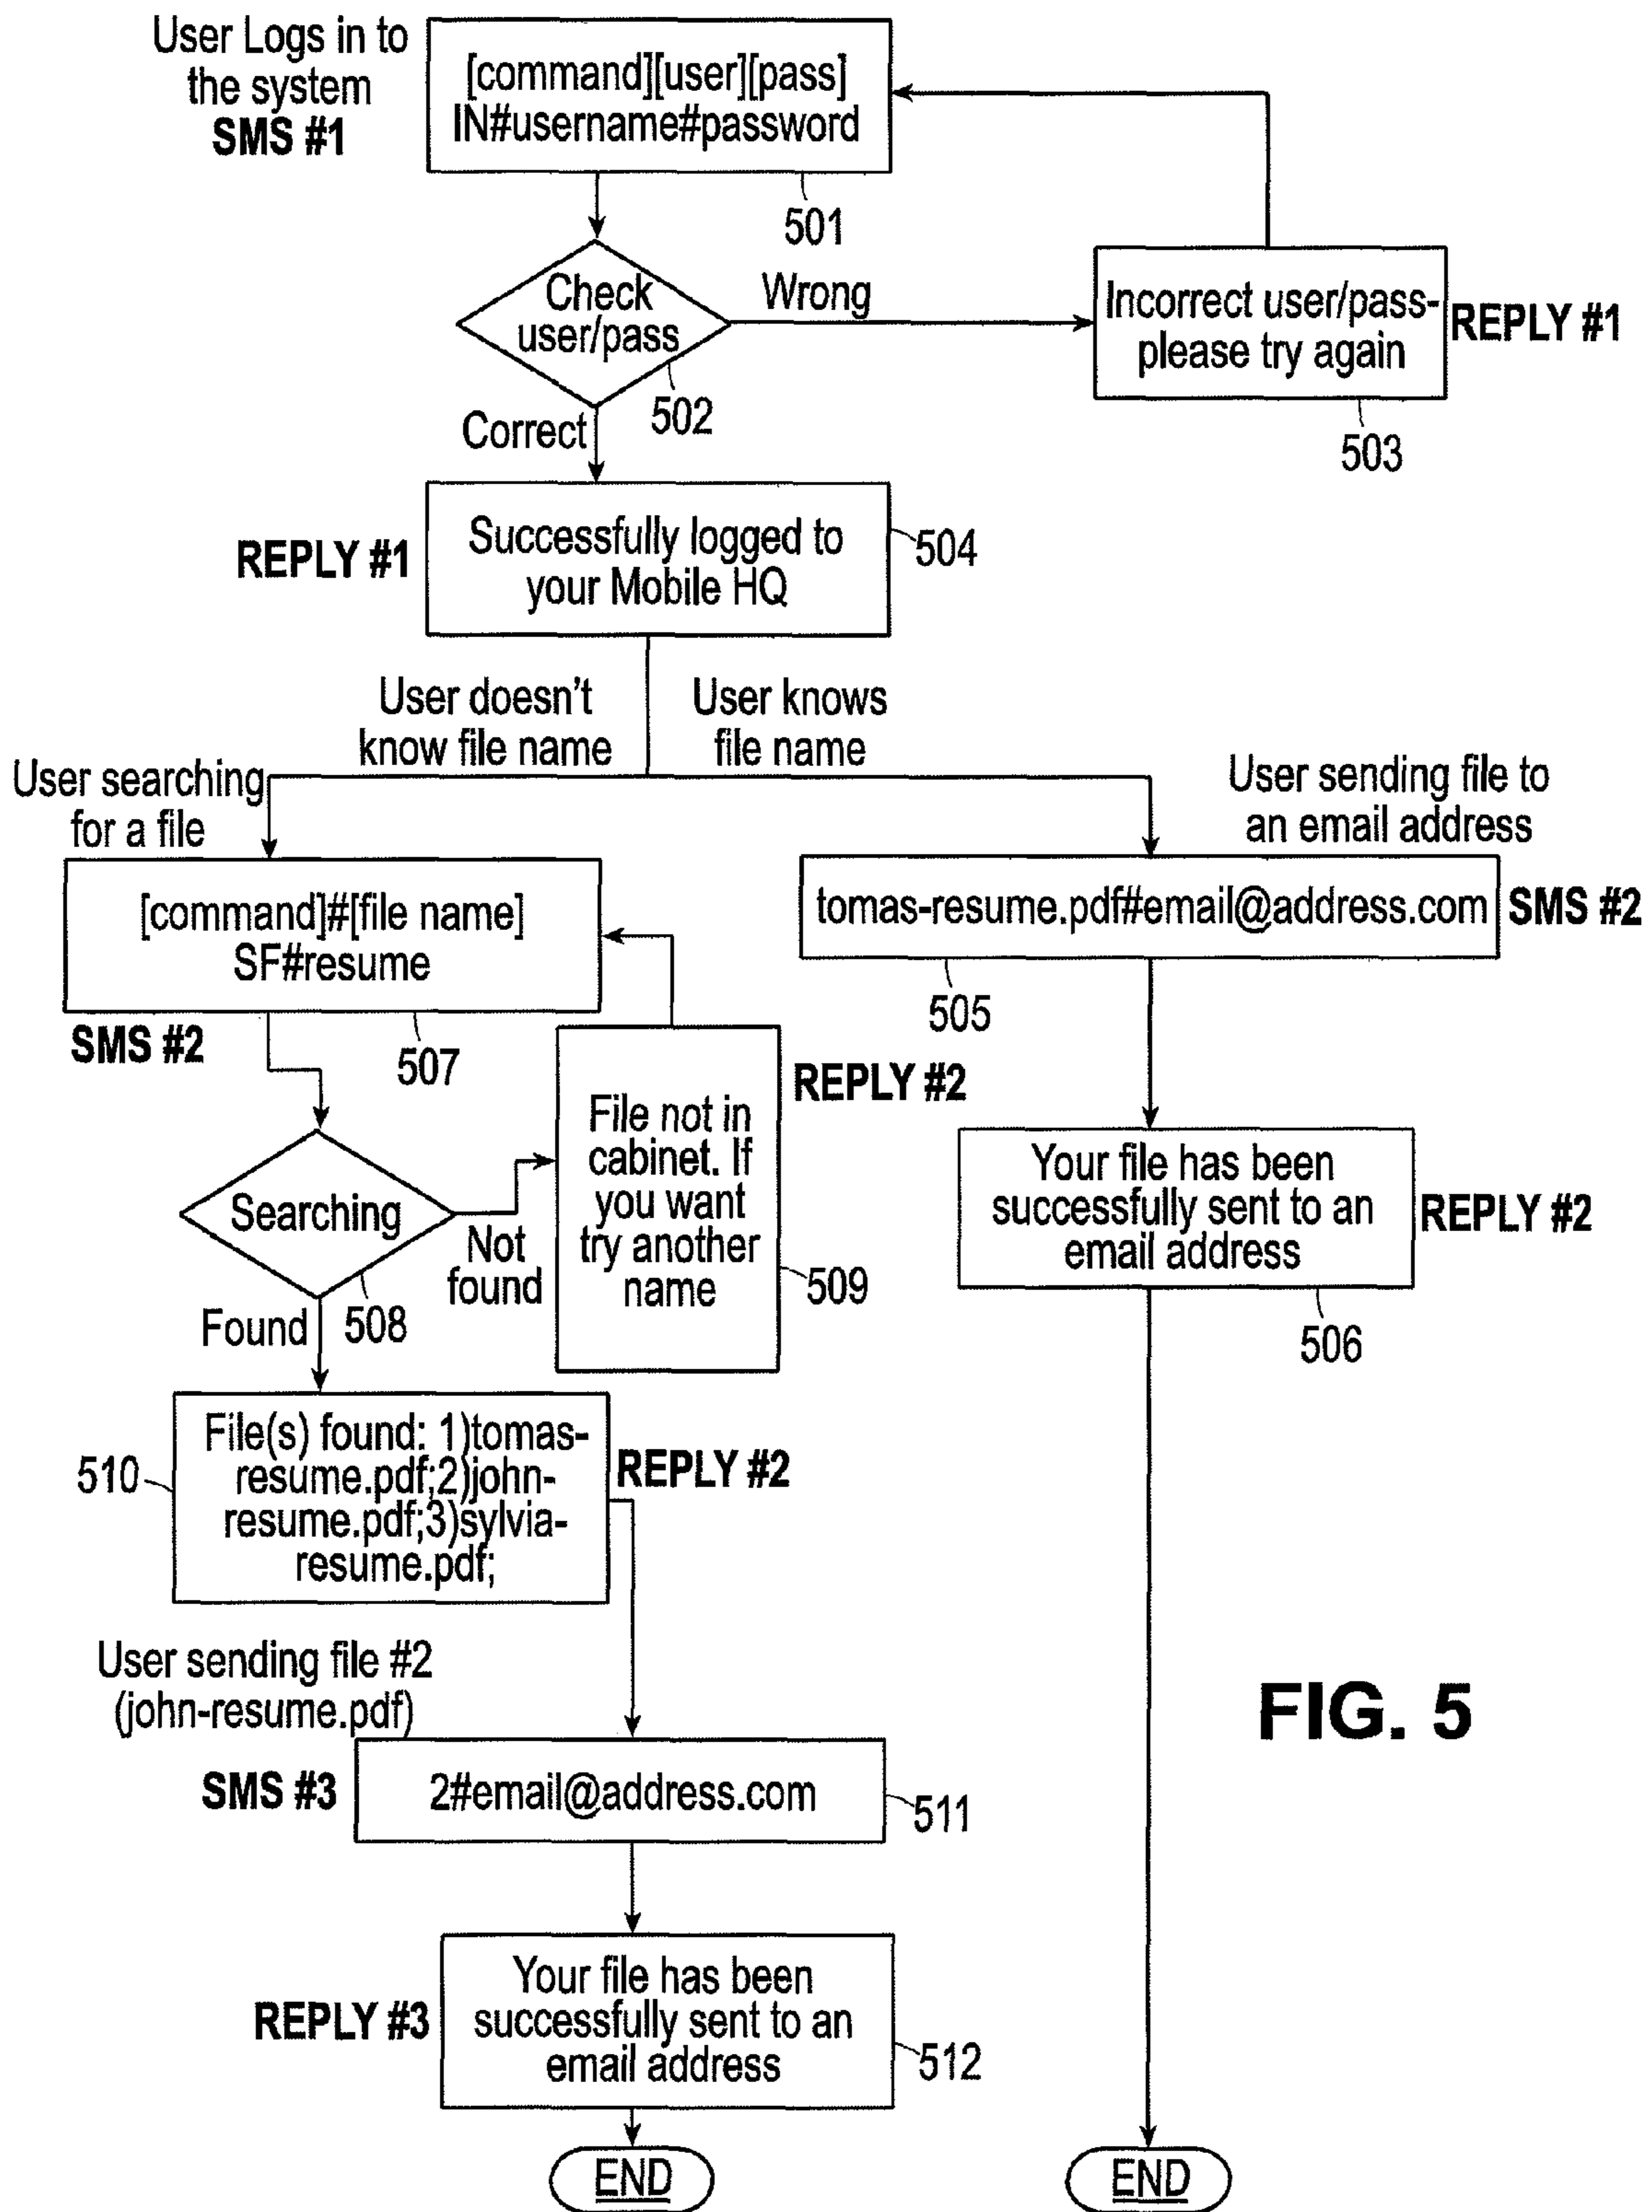 User Logs in to
the system
SMS #1
[command][user][pass]
IN#username#password
501
Check
user/pass
502
Wrong
Incorrect user/pass-
please try again
REPLY #1
503
Correct
REPLY #1
Successfully logged to
your Mobile HQ
504
User doesn't
know file name
User knows
file name
User searching
for a file
User sending file to
an email address
[command]#[file name]
SF#resume
SMS #2
507
tomas-resume.pdf#email@address.com
SMS #2
505
REPLY #2
File not in
cabinet. If
you want
try another
name
509
Searching
508
Not
found
Found
Your file has been
successfully sent to an
email address
REPLY #2
506
510
File(s) found: 1)tomas-
resume.pdf;2)john-
resume.pdf;3)sylvia-
resume.pdf;
REPLY #2
User sending file #2
(john-resume.pdf)
SMS #3
2#email@address.com
511
REPLY #3
Your file has been
successfully sent to an
email address
512
END
END
FIG. 5